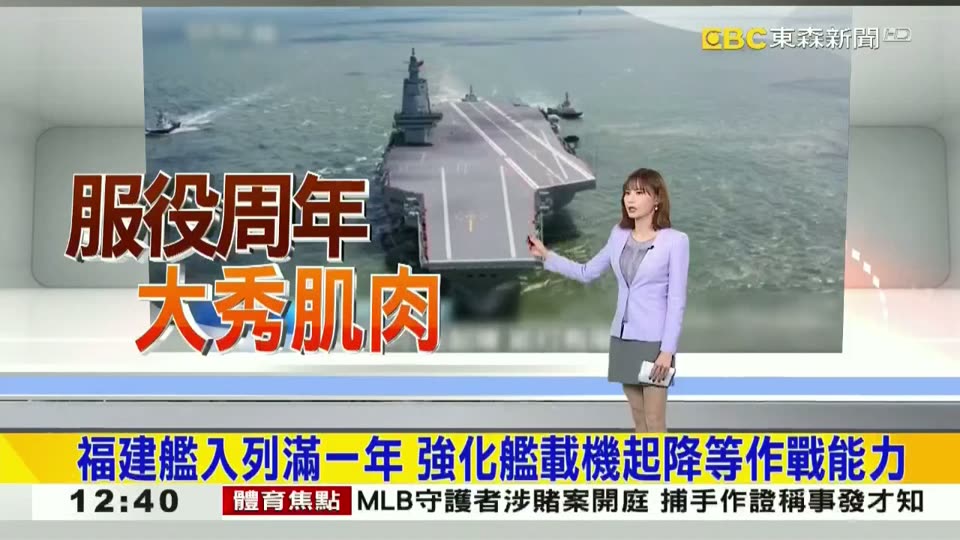 EBC東森新聞HD
服役周年
大秀肌肉
福建艦入列滿一年 強化艦載機起降等作戰能力
12:40 體育焦點 MLB守護者涉賭案開庭 捕手作證稱事發才知